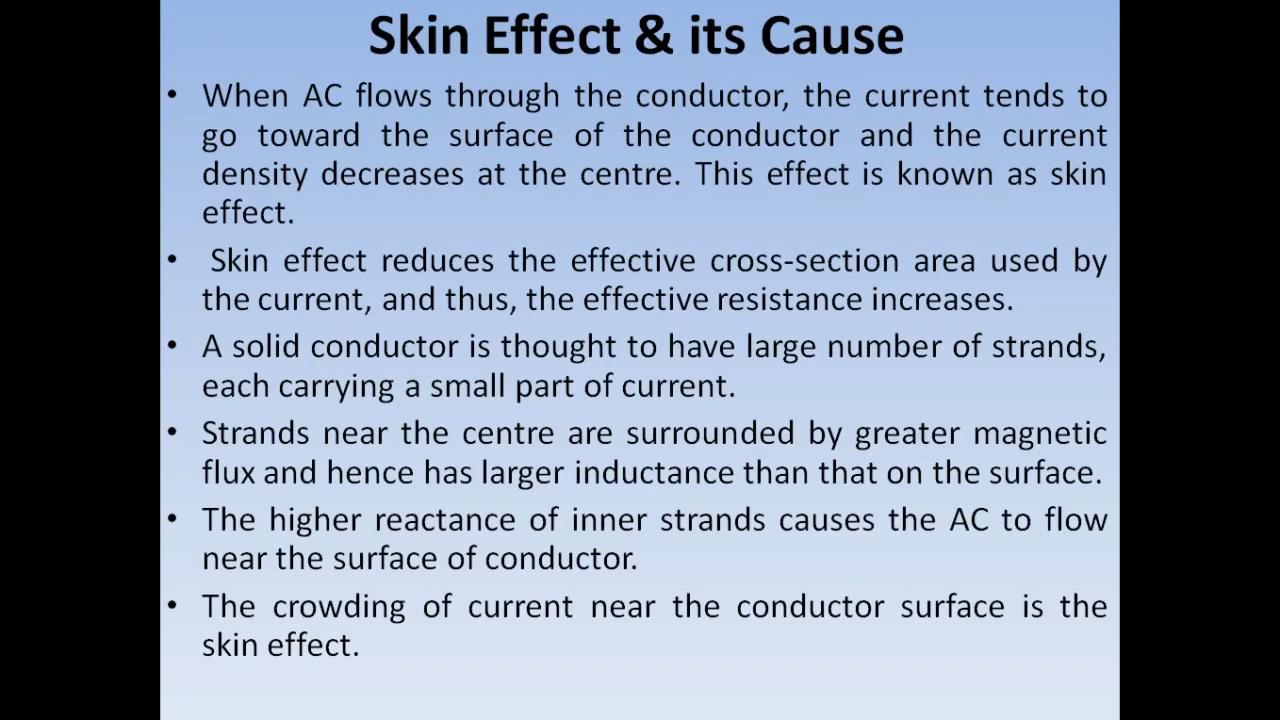 Skin Effect & its Cause
• When AC flows through the conductor, the current tends to
go toward the surface of the conductor and the current
density decreases at the centre. This effect is known as skin
effect.
• Skin effect reduces the effective cross-section area used by
the current, and thus, the effective resistance increases.
• A solid conductor is thought to have large number of strands,
each carrying a small part of current.
• Strands near the centre are surrounded by greater magnetic
flux and hence has larger inductance than that on the surface.
• The higher reactance of inner strands causes the AC to flow
near the surface of conductor.
• The crowding of current near the conductor surface is the
skin effect.